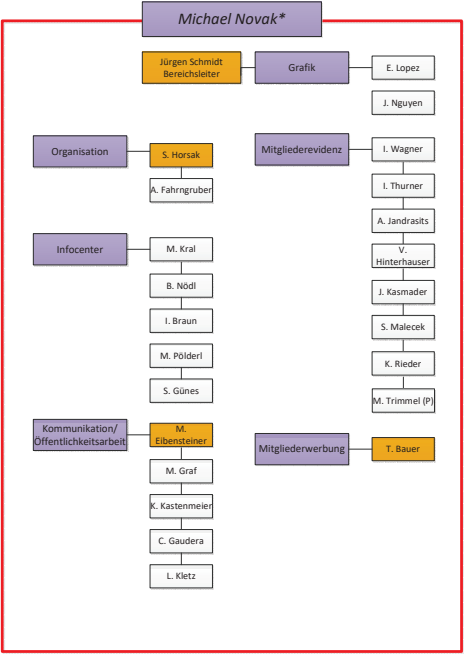 Michael Novak*
Jürgen Schmidt
Bereichsleiter
Grafik
E. Lopez
J. Nguyen
Organisation
S. Horsak
A. Fahrngruber
Mitgliederevidenz
I. Wagner
I. Thurner
A. Jandrasits
V.
Hinterhauser
J. Kasmader
S. Malecek
K. Rieder
M. Trimmel (P)
Infocenter
M. Kral
B. Nödl
I. Braun
M. Pölderl
S. Günes
Kommunikation/
Öffentlichkeitsarbeit
M.
Eibensteiner
M. Graf
K. Kastenmeier
C. Gaudera
L. Kletz
Mitgliederwerbung
T. Bauer